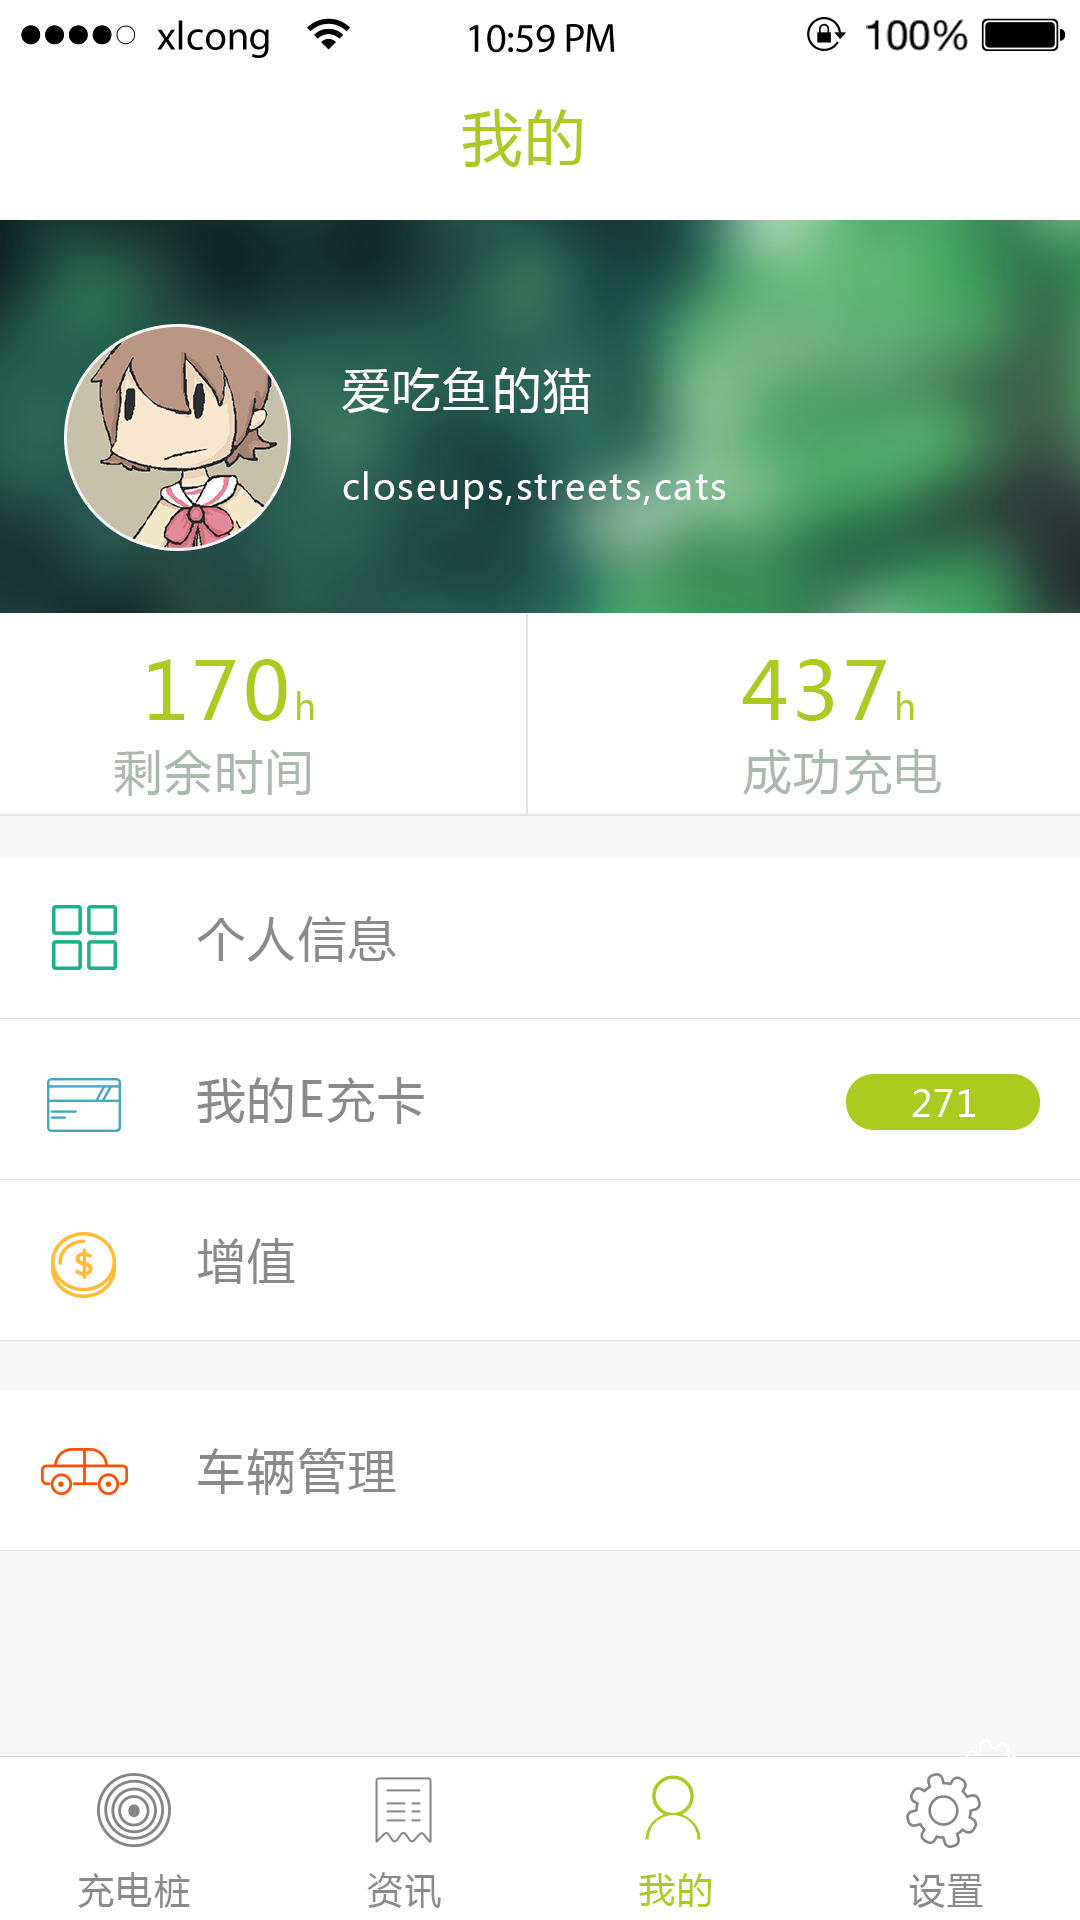 xlcong 10:59 PM 100%
我的
爱吃鱼的猫
closeups,streets,cats
170h 437h
剩余时间 成功充电
个人信息
我的E充卡 271
增值
车辆管理
充电桩 资讯 我的 设置